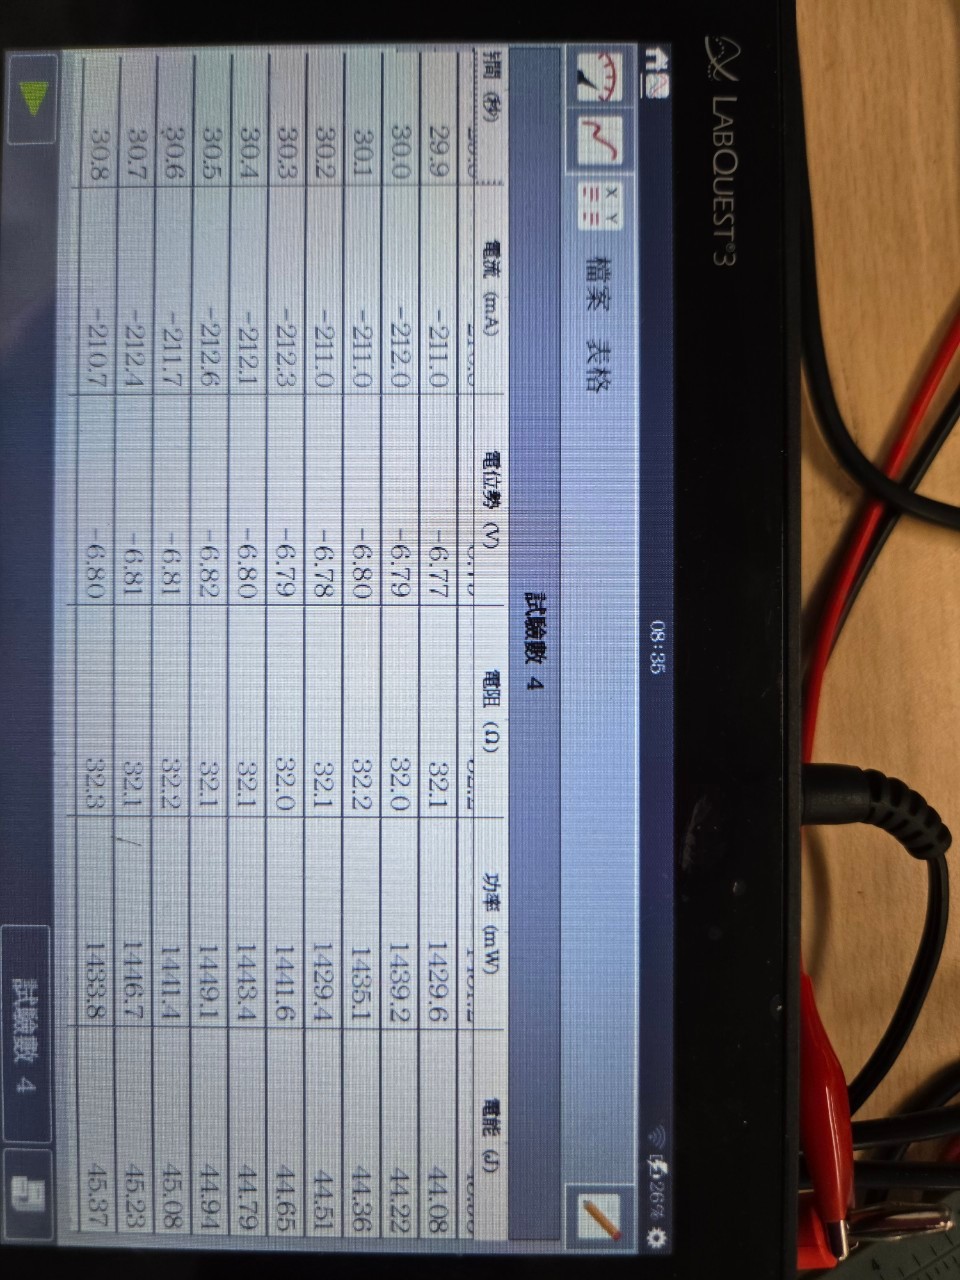 LABQUEST®3
08:35
26%
X Y
檔案 表格
試驗數 4
時間 (秒) 電流 (mA) 電位勢 (V) 電阻 (Ω) 功率 (mW) 電能 (J)
29.9 -211.0 -6.77 32.1 1429.6 44.08
30.0 -212.0 -6.79 32.0 1439.2 44.22
30.1 -211.0 -6.80 32.2 1435.1 44.36
30.2 -211.0 -6.78 32.1 1429.4 44.51
30.3 -212.3 -6.79 32.0 1441.6 44.65
30.4 -212.1 -6.80 32.1 1443.4 44.79
30.5 -212.6 -6.82 32.1 1449.1 44.94
30.6 -211.7 -6.81 32.2 1441.4 45.08
30.7 -212.4 -6.81 32.1 1446.7 45.23
30.8 -210.7 -6.80 32.3 1433.8 45.37
試驗數 4